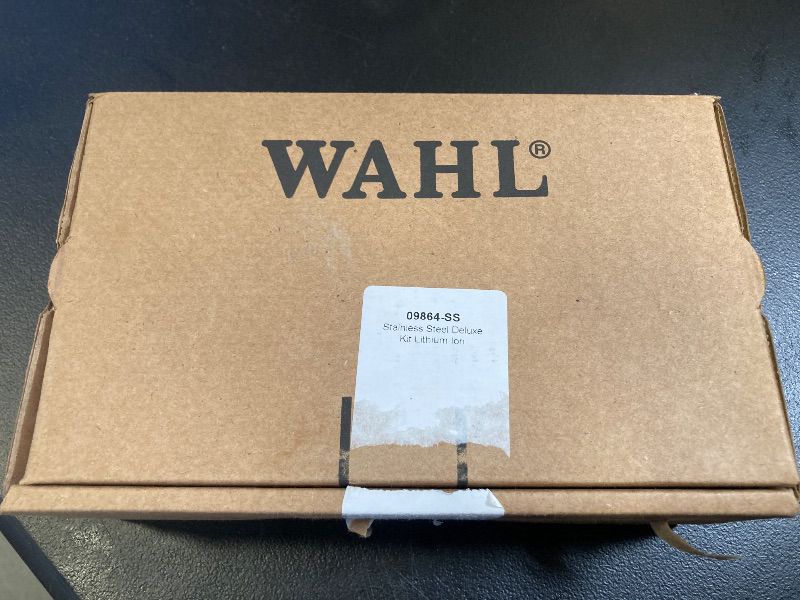 WAHL®
09864-SS
Stainless Steel Deluxe
Kit Lithium Ion